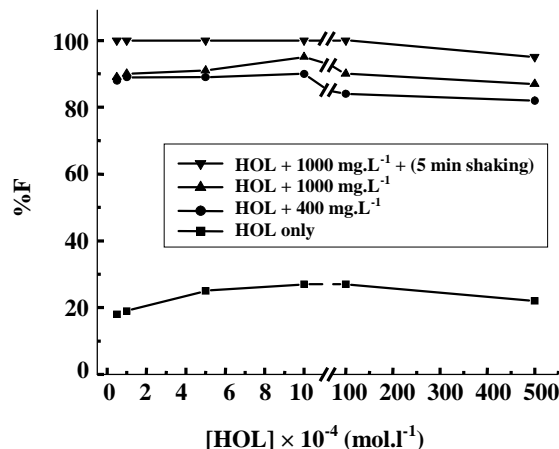 100
80
60
40
20
0
%F
HOL + 1000 mg.L⁻¹ + (5 min shaking)
HOL + 1000 mg.L⁻¹
HOL + 400 mg.L⁻¹
HOL only
0 2 4 6 8 10 100 200 300 400 500
[HOL] × 10⁻⁴ (mol.l⁻¹)